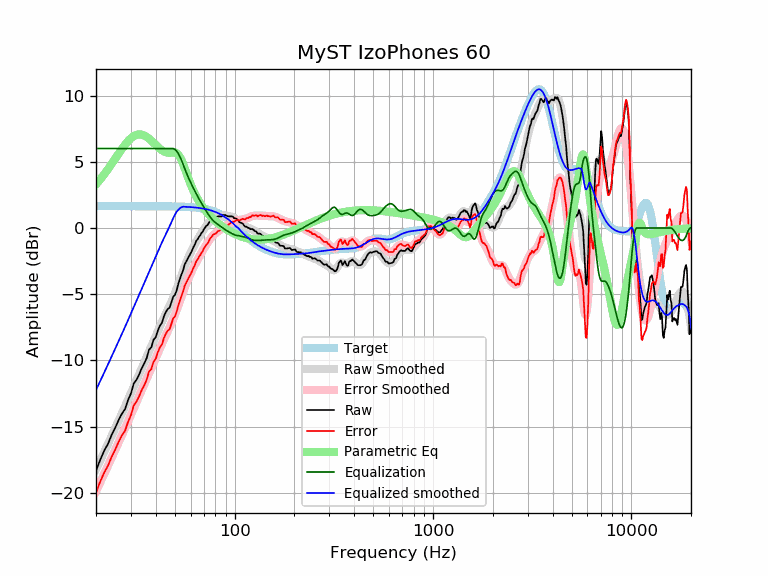 MyST IzoPhones 60
Amplitude (dBr)
10
5
0
−5
−10
−15
−20
Target
Raw Smoothed
Error Smoothed
Raw
Error
Parametric Eq
Equalization
Equalized smoothed
100
1000
10000
Frequency (Hz)